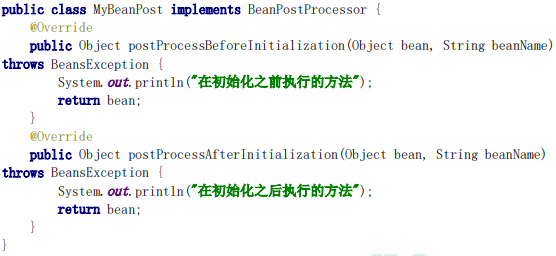 public class MyBeanPost implements BeanPostProcessor {
@Override
public Object postProcessBeforeInitialization(Object bean, String beanName)
throws BeansException {
System.out.println("在初始化之前执行的方法");
return bean;
}
@Override
public Object postProcessAfterInitialization(Object bean, String beanName)
throws BeansException {
System.out.println("在初始化之后执行的方法");
return bean;
}
}